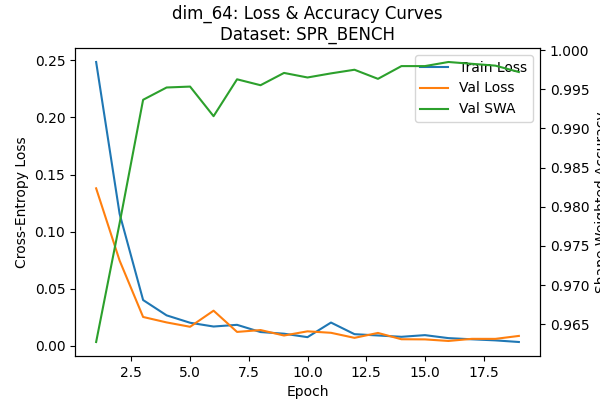 dim_64: Loss & Accuracy Curves
Dataset: SPR_BENCH
Cross-Entropy Loss
0.25
0.20
0.15
0.10
0.05
0.00
Train Loss
Val Loss
Val SWA
1.000
0.995
0.990
0.985
0.980
0.975
0.970
0.965
Shape-Weighted Accuracy
2.5 5.0 7.5 10.0 12.5 15.0 17.5
Epoch